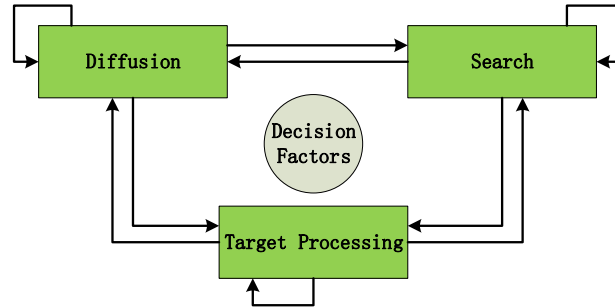 Diffusion
Search
Decision
Factors
Target Processing